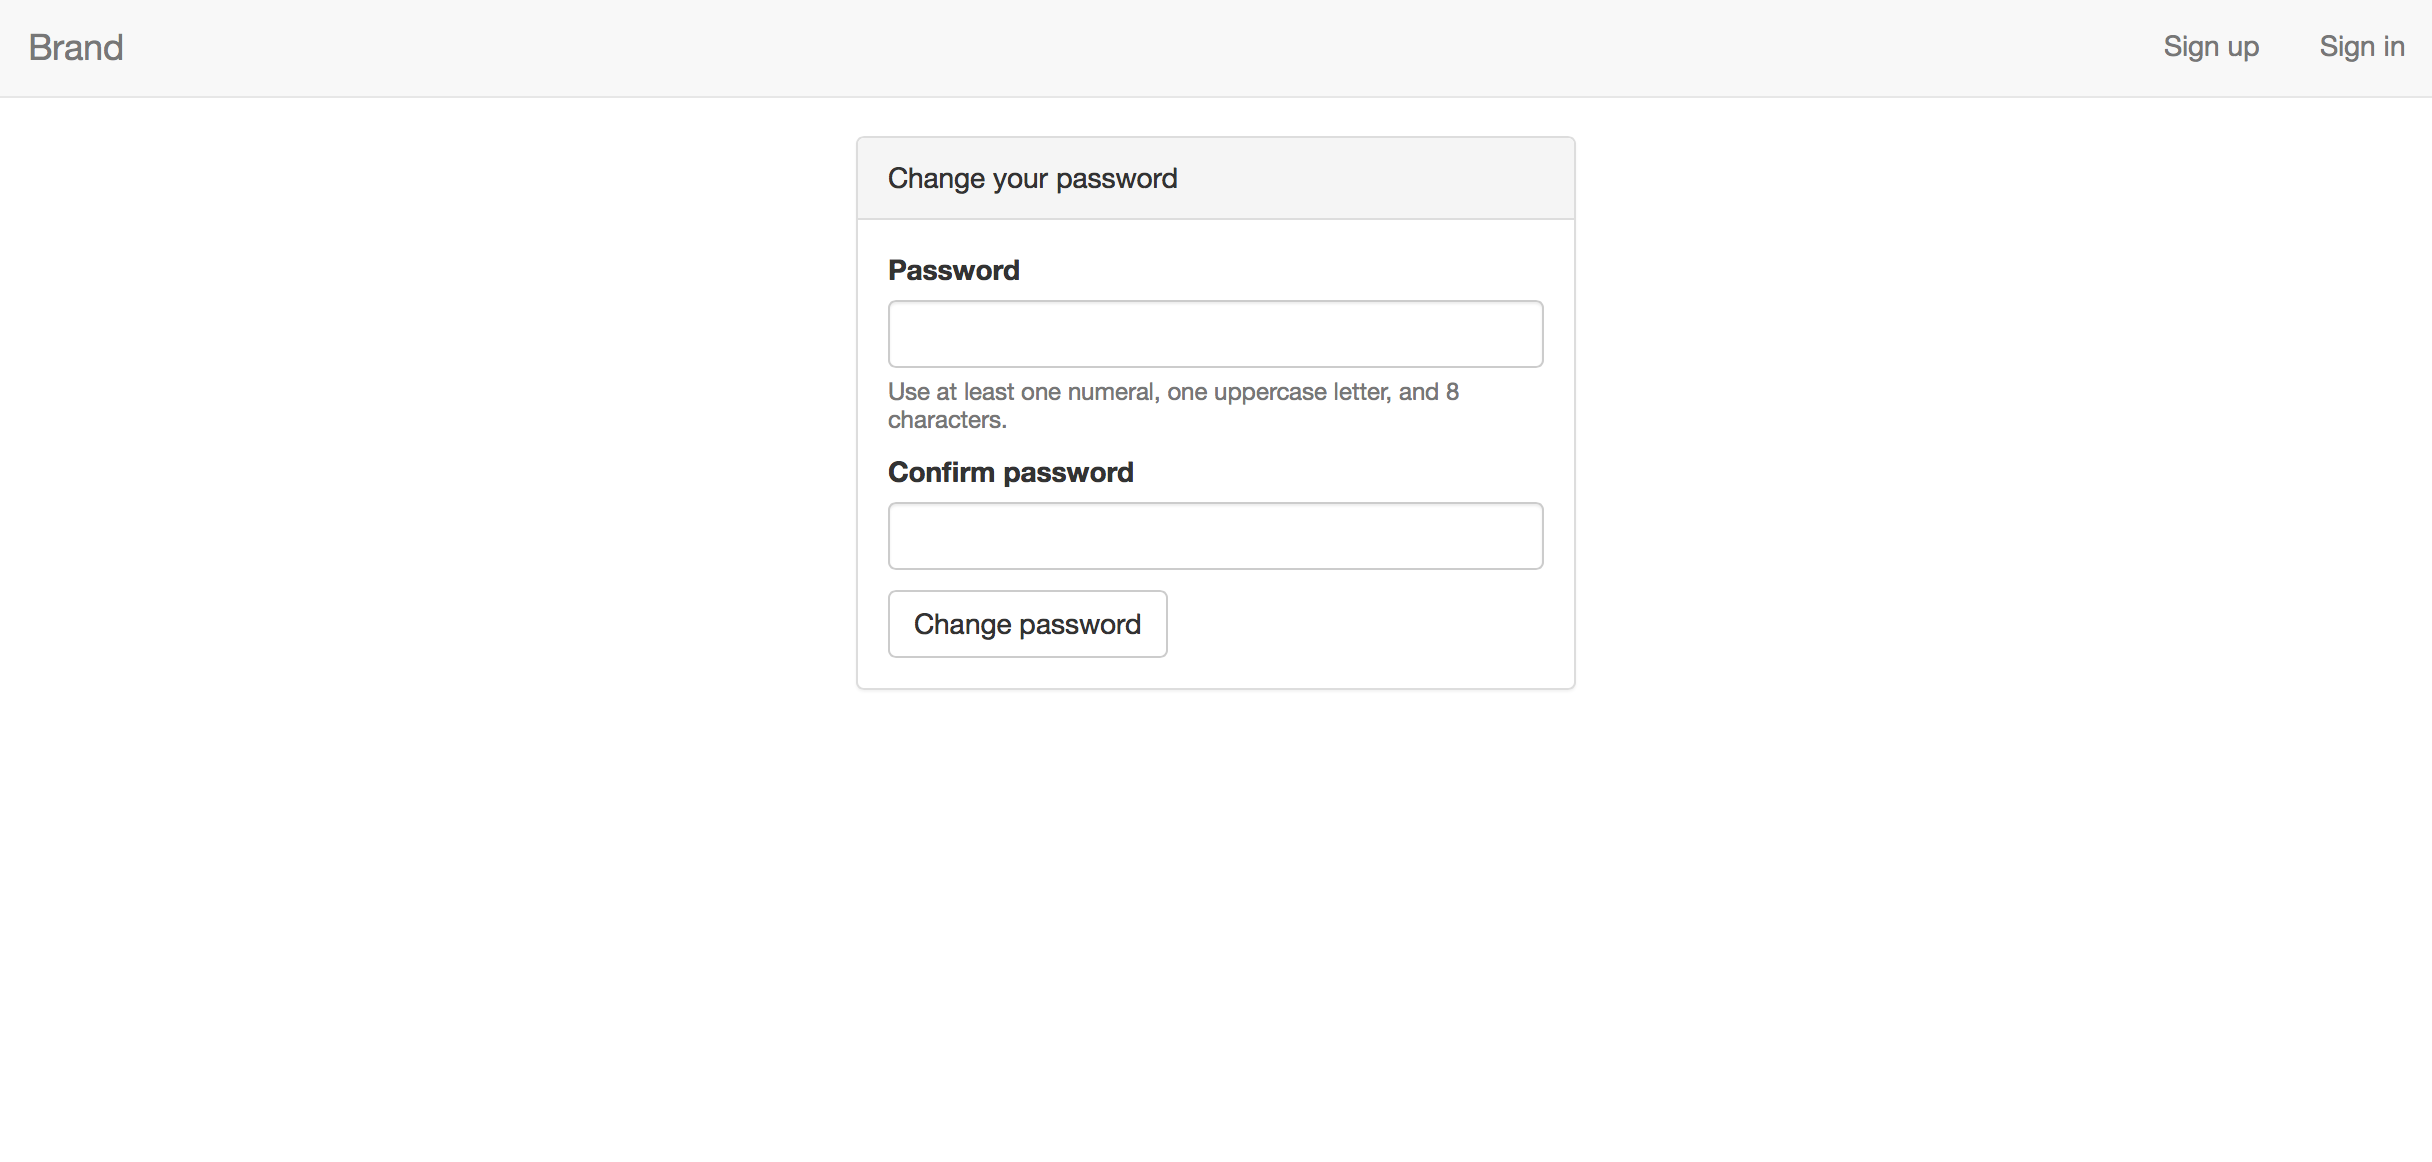 Brand
Sign up
Sign in
Change your password
Password
Use at least one numeral, one uppercase letter, and 8
characters.
Confirm password
Change password